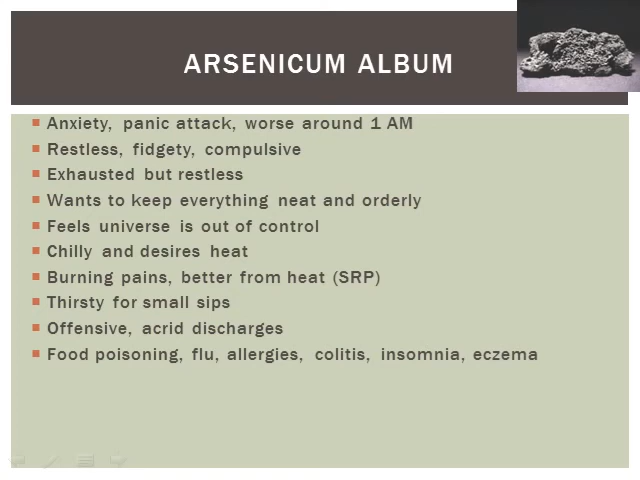 ARSENICUM ALBUM
Anxiety, panic attack, worse around 1 AM
Restless, fidgety, compulsive
Exhausted but restless
Wants to keep everything neat and orderly
Feels universe is out of control
Chilly and desires heat
Burning pains, better from heat (SRP)
Thirsty for small sips
Offensive, acrid discharges
Food poisoning, flu, allergies, colitis, insomnia, eczema